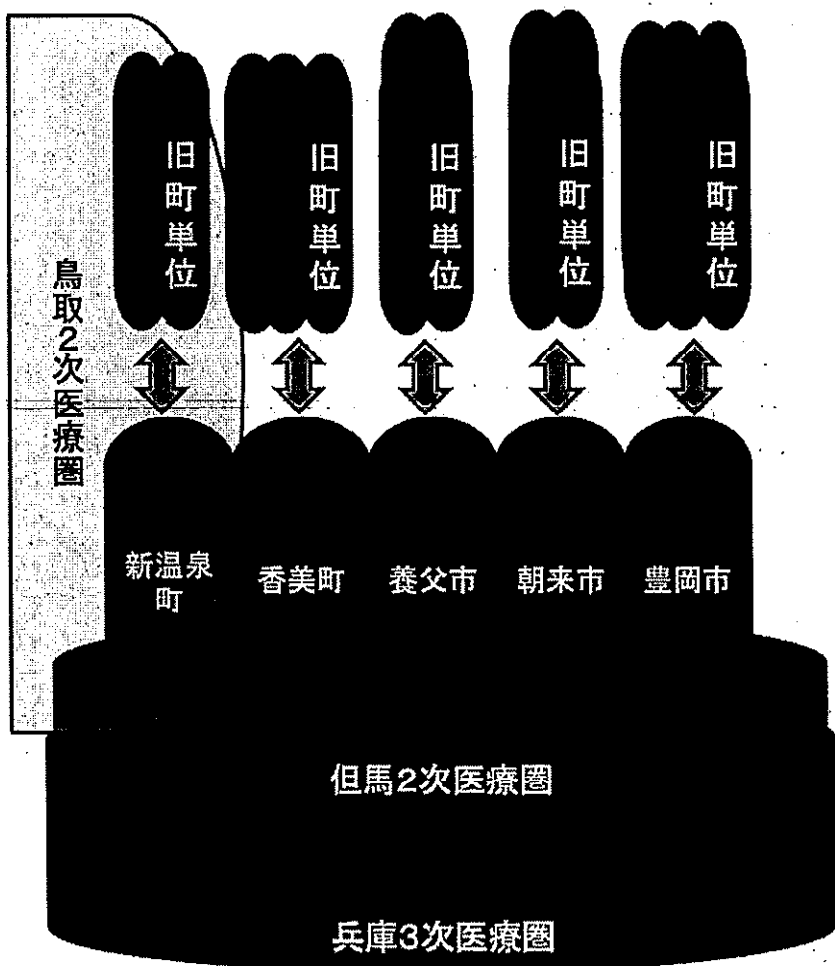 旧町単位
旧町単位
旧町単位
旧町単位
旧町単位
鳥取2次医療圏
新温泉
町
香美町
養父市
朝来市
豊岡市
但馬2次医療圏
兵庫3次医療圏